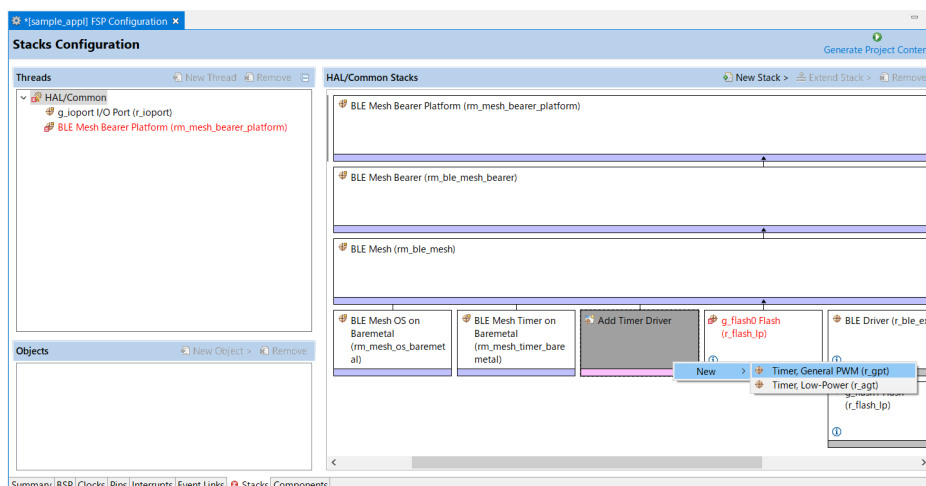 *[sample_appl] FSP Configuration
Stacks Configuration
Generate Project Conten
Threads
New Thread
Remove
HAL/Common Stacks
New Stack >
Extend Stack >
Remove
HAL/Common
g_ioport I/O Port (r_ioport)
BLE Mesh Bearer Platform (rm_mesh_bearer_platform)
BLE Mesh Bearer Platform (rm_mesh_bearer_platform)
BLE Mesh Bearer (rm_ble_mesh_bearer)
BLE Mesh (rm_ble_mesh)
BLE Mesh OS on
Baremetal
(rm_mesh_os_baremet
al)
BLE Mesh Timer on
Baremetal
(rm_mesh_timer_bare
metal)
Add Timer Driver
g_flash0 Flash
(r_flash_lp)
BLE Driver (r_ble_ex
New >
Timer, General PWM (r_gpt)
Timer, Low-Power (r_agt)
(r_flash_lp)
Objects
New Object >
Remove
Summary BSP Clocks Pins Interrupts Event Links Stacks Components